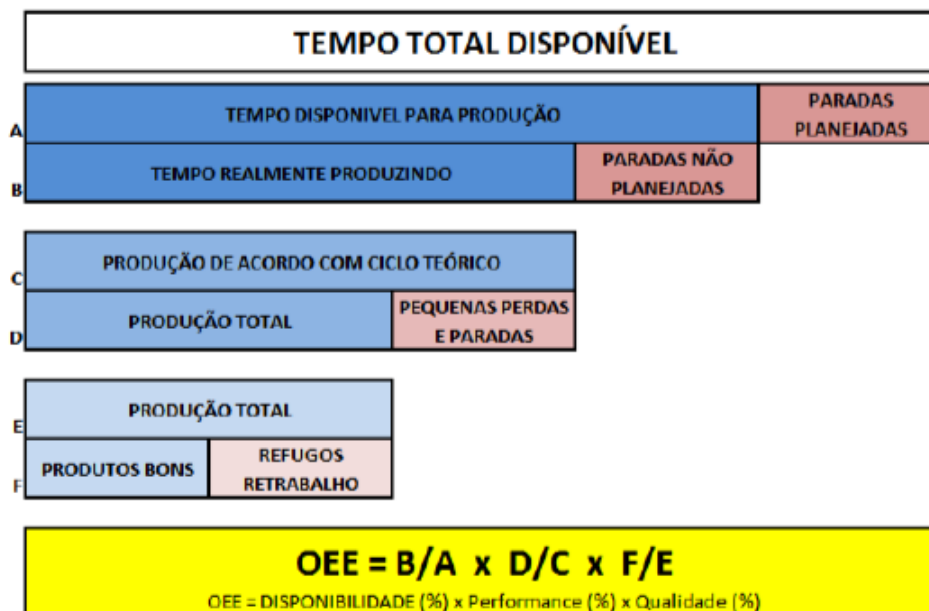 TEMPO TOTAL DISPONÍVEL
A
TEMPO DISPONIVEL PARA PRODUÇÃO
PARADAS
PLANEJADAS
B
TEMPO REALMENTE PRODUZINDO
PARADAS NÃO
PLANEJADAS
C
PRODUÇÃO DE ACORDO COM CICLO TEÓRICO
D
PRODUÇÃO TOTAL
PEQUENAS PERDAS
E PARADAS
E
PRODUÇÃO TOTAL
F
PRODUTOS BONS
REFUGOS
RETRABALHO
OEE = B/A x D/C x F/E
OEE = DISPONIBILIDADE (%) x Performance (%) x Qualidade (%)